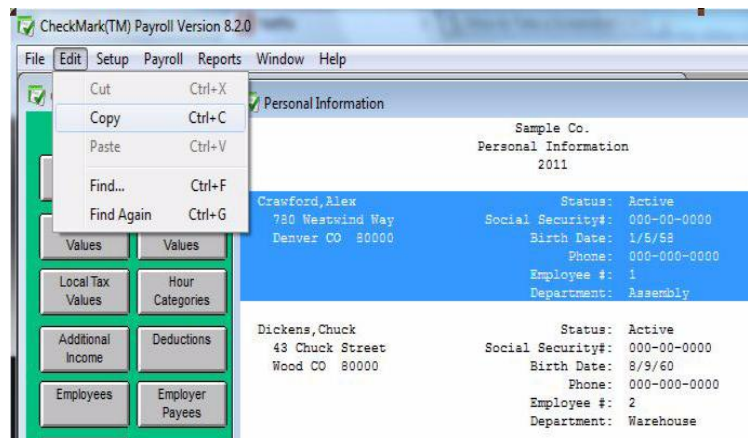 CheckMark(TM) Payroll Version 8.2.0
File Edit Setup Payroll Reports Window Help
Cut Ctrl+X
Copy Ctrl+C
Paste Ctrl+V
Find... Ctrl+F
Find Again Ctrl+G
Values Values
Local Tax Values
Hour Categories
Additional Income
Deductions
Employees
Employer Payees
Personal Information
Sample Co.
Personal Information
2011
Crawford,Alex Status: Active
780 Westwind Way Social Security#: 000-00-0000
Denver CO 80000 Birth Date: 1/5/58
Phone: 000-000-0000
Employee #: 1
Department: Assembly
Dickens,Chuck Status: Active
43 Chuck Street Social Security#: 000-00-0000
Wood CO 80000 Birth Date: 8/9/60
Phone: 000-000-0000
Employee #: 2
Department: Warehouse